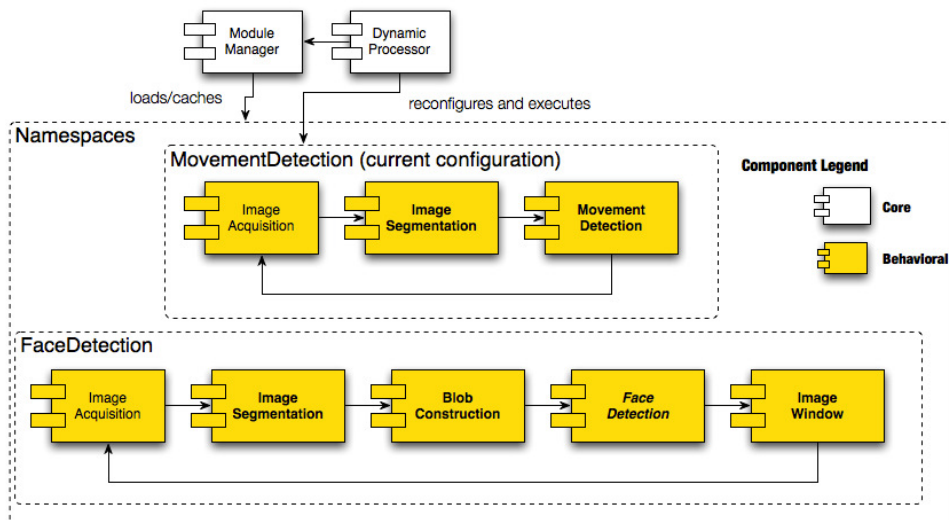 Module
Manager
Dynamic
Processor
loads/caches
reconfigures and executes
Namespaces
MovementDetection (current configuration)
Image
Acquisition
Image
Segmentation
Movement
Detection
Component Legend
Core
Behavioral
FaceDetection
Image
Acquisition
Image
Segmentation
Blob
Construction
Face
Detection
Image
Window